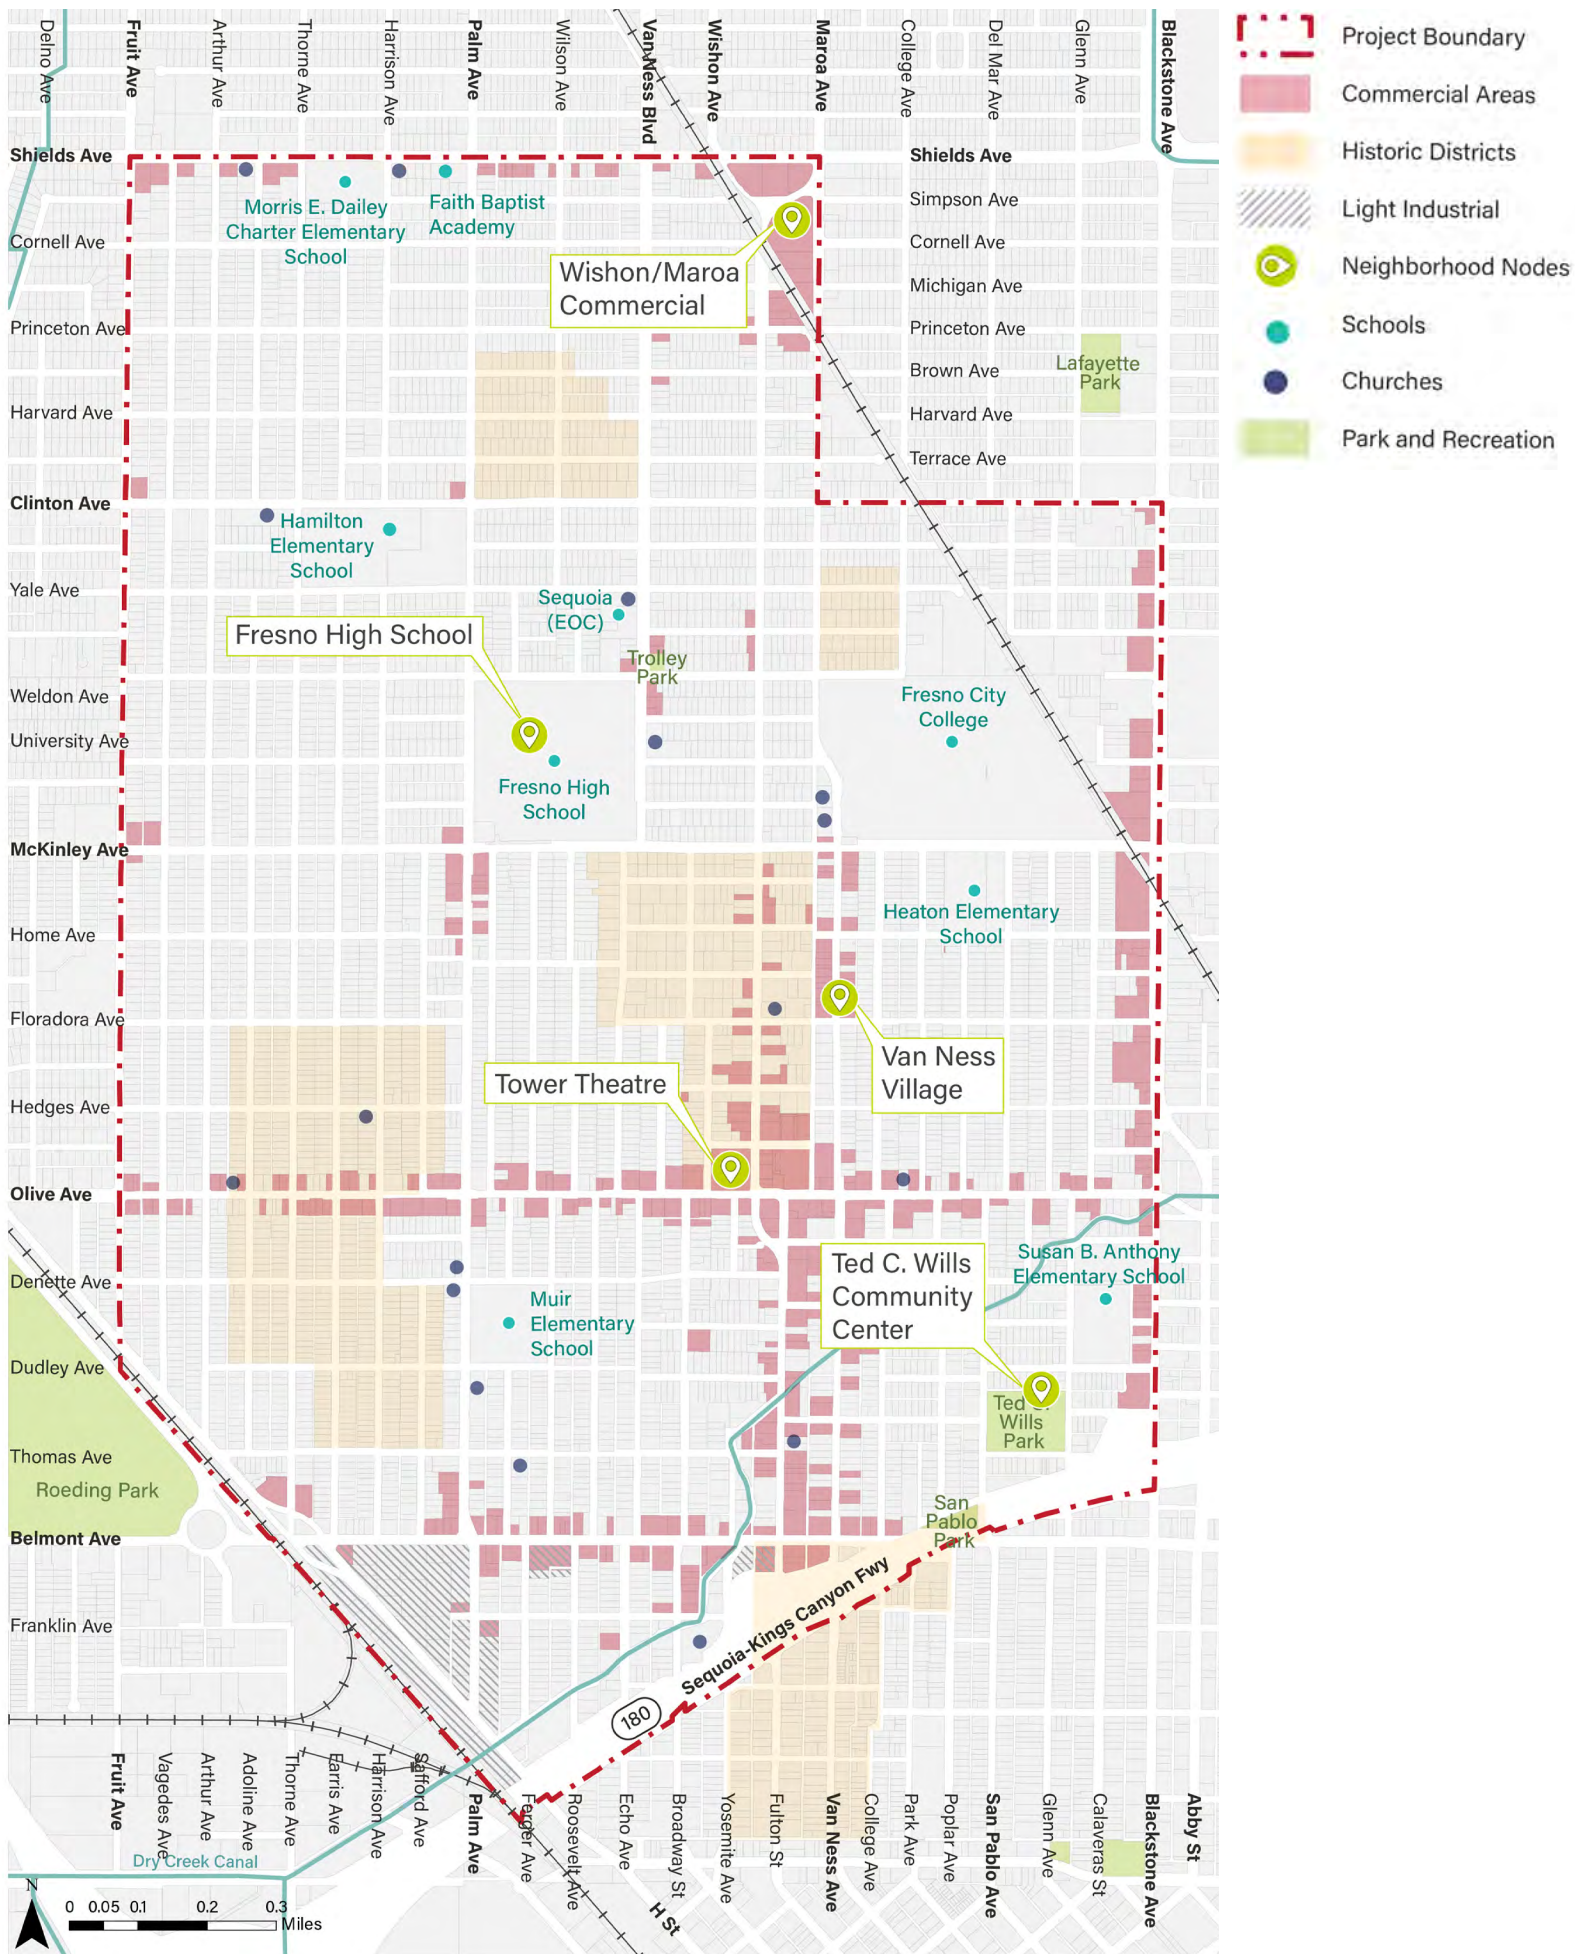 Delno Ave
Fruit Ave
Arthur Ave
Thorne Ave
Harrison Ave
Palm Ave
Wilson Ave
Van Ness Blvd
Wishon Ave
Maroa Ave
College Ave
Del Mar Ave
Glenn Ave
Blackstone Ave
Project Boundary
Commercial Areas
Historic Districts
Light Industrial
Neighborhood Nodes
Schools
Churches
Park and Recreation
Shields Ave
Shields Ave
Simpson Ave
Cornell Ave
Cornell Ave
Michigan Ave
Princeton Ave
Princeton Ave
Brown Ave
Harvard Ave
Harvard Ave
Terrace Ave
Morris E. Dailey
Charter Elementary
School
Faith Baptist
Academy
Wishon/Maroa
Commercial
Lafayette
Park
Clinton Ave
Hamilton
Elementary
School
Yale Ave
Sequoia
(EOC)
Fresno High School
Trolley
Park
Weldon Ave
University Ave
Fresno City
College
Fresno High
School
McKinley Ave
Heaton Elementary
School
Home Ave
Floradora Ave
Van Ness
Village
Tower Theatre
Hedges Ave
Olive Ave
Ted C. Wills
Community
Center
Susan B. Anthony
Elementary School
Denette Ave
Muir
Elementary
School
Dudley Ave
Ted C.
Wills
Park
Thomas Ave
Roeding Park
San
Pablo
Park
Belmont Ave
Sequoia-Kings Canyon Fwy
180
Franklin Ave
Fruit Ave
Vagedes Ave
Arthur Ave
Adoline Ave
Thorne Ave
Farris Ave
Harrison Ave
Safford Ave
Palm Ave
Ferger Ave
Roosevelt Ave
Echo Ave
Broadway St
Yosemite Ave
Fulton St
Van Ness Ave
College Ave
Park Ave
Poplar Ave
San Pablo Ave
Glenn Ave
Calaveras St
Blackstone Ave
Abby St
H St
Dry Creek Canal
N
0 0.05 0.1 0.2 0.3
Miles